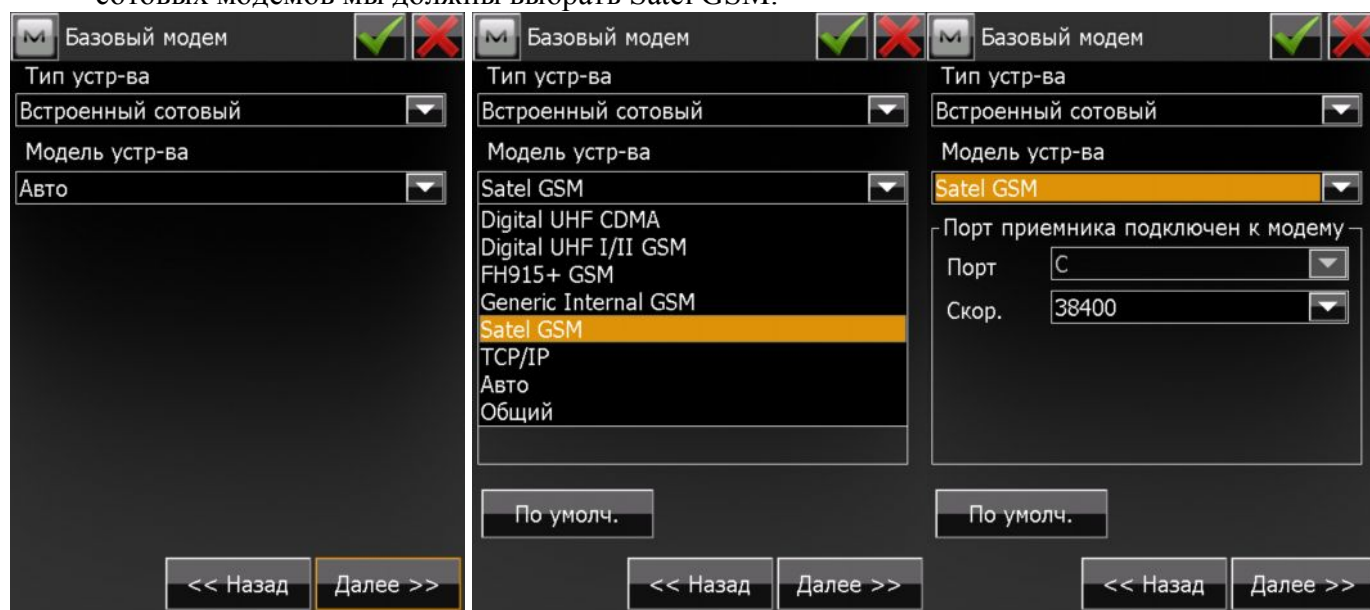 сотовых модемов мы должны выбрать Satel GSM:
Базовый модем
Тип устр-ва
Встроенный сотовый
Модель устр-ва
Авто
<< Назад
Далее >>
Базовый модем
Тип устр-ва
Встроенный сотовый
Модель устр-ва
Satel GSM
Digital UHF CDMA
Digital UHF I/II GSM
FH915+ GSM
Generic Internal GSM
Satel GSM
TCP/IP
Авто
Общий
По умолч.
<< Назад
Далее >>
Базовый модем
Тип устр-ва
Встроенный сотовый
Модель устр-ва
Satel GSM
Порт приемника подключен к модему
Порт
C
Скор.
38400
По умолч.
<< Назад
Далее >>